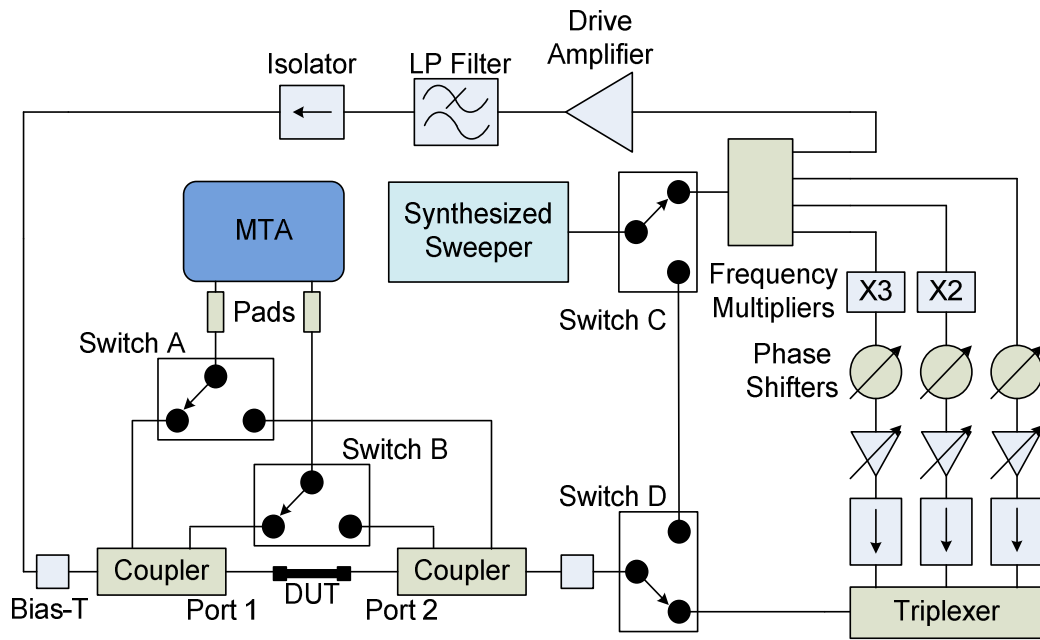 Drive
Amplifier
Isolator
LP Filter
MTA
Synthesized
Sweeper
Pads
Switch A
Switch B
Switch C
Frequency
Multipliers
X3
X2
Phase
Shifters
Switch D
Coupler
Coupler
Bias-T
Port 1
DUT
Port 2
Triplexer